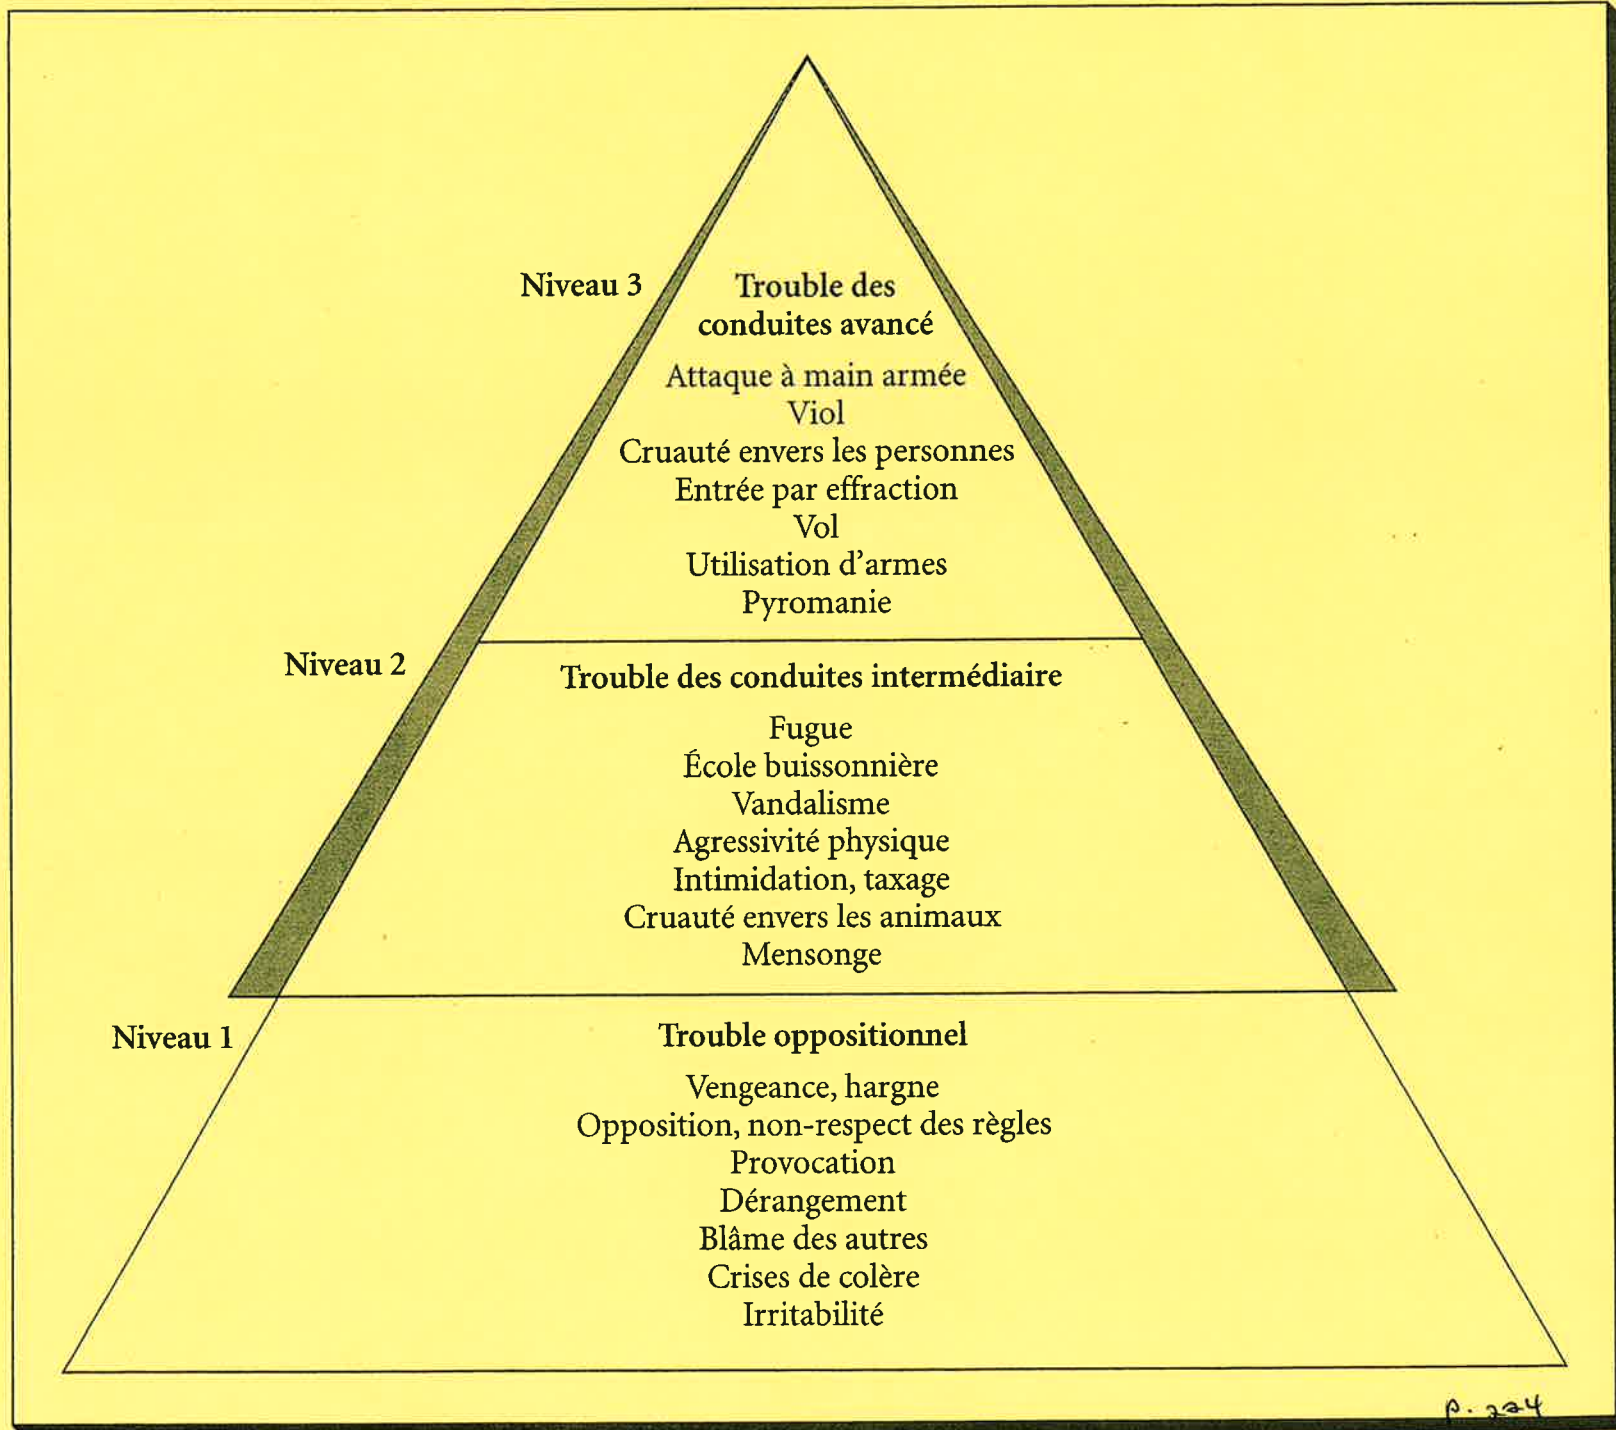 Niveau 3
Trouble des
conduites avancé
Attaque à main armée
Viol
Cruauté envers les personnes
Entrée par effraction
Vol
Utilisation d'armes
Pyromanie
Niveau 2
Trouble des conduites intermédiaire
Fugue
École buissonnière
Vandalisme
Agressivité physique
Intimidation, taxage
Cruauté envers les animaux
Mensonge
Niveau 1
Trouble oppositionnel
Vengeance, hargne
Opposition, non-respect des règles
Provocation
Dérangement
Blâme des autres
Crises de colère
Irritabilité
p. 224